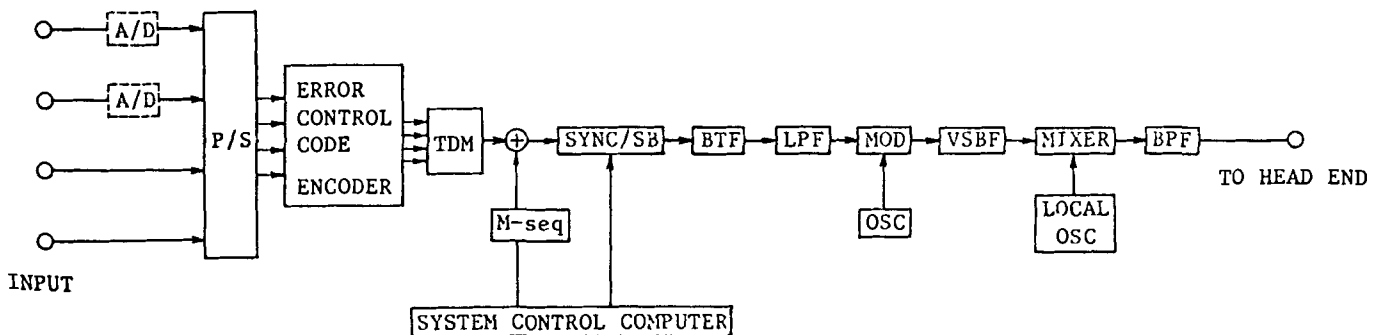 A/D
A/D
P/S
ERROR
CONTROL
CODE
ENCODER
TDM
SYNC/SB
BTF
LPF
MOD
VSBF
MIXER
BPF
TO HEAD END
M-seq
OSC
LOCAL
OSC
INPUT
SYSTEM CONTROL COMPUTER